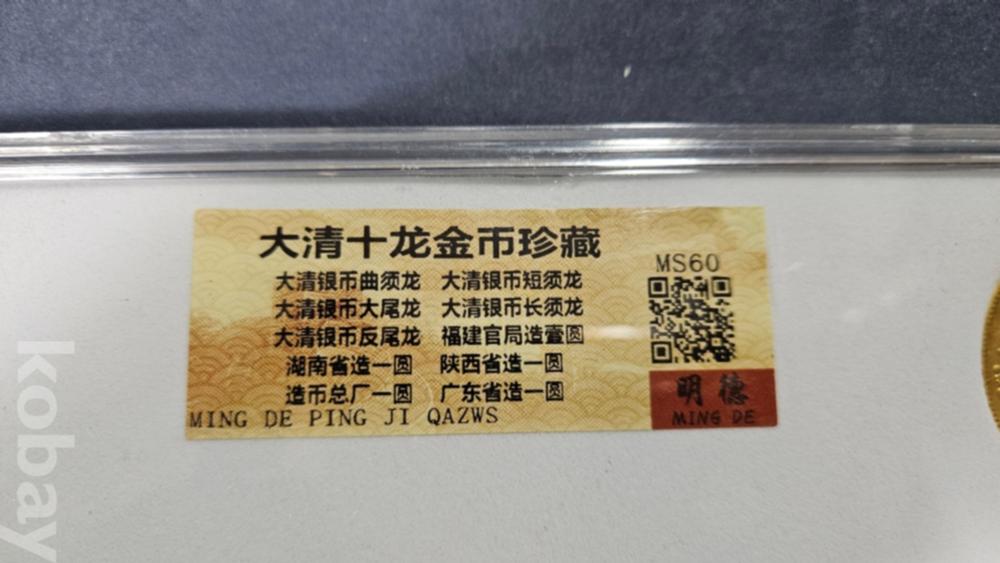 大清十龙金币珍藏
MS60
大清银币曲须龙 大清银币短须龙
大清银币大尾龙 大清银币长须龙
大清银币反尾龙 福建官局造壹圆
湖南省造一圆 陕西省造一圆
造币总厂一圆 广东省造一圆
MING DE PING JI QAZWS
明德
MING DE
kobay